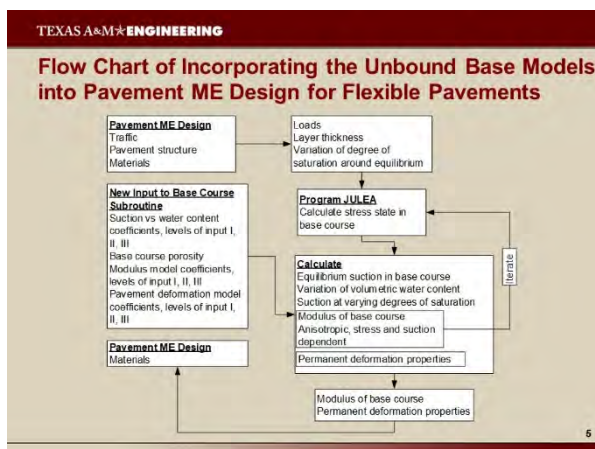 TEXAS A&M★ENGINEERING
Flow Chart of Incorporating the Unbound Base Models
into Pavement ME Design for Flexible Pavements
Pavement ME Design
Traffic
Pavement structure
Materials
Loads
Layer thickness
Variation of degree of
saturation around equilibrium
New Input to Base Course
Subroutine
Suction vs water content
coefficients, levels of input I,
II, III
Base course porosity
Modulus model coefficients,
levels of input I, II, III
Pavement deformation model
coefficients, levels of input I,
II, III
Program JULEA
Calculate stress state in
base course
Iterate
Calculate
Equilibrium suction in base course
Variation of volumetric water content
Suction at varying degrees of saturation
Modulus of base course
Anisotropic, stress and suction
dependent
Permanent deformation properties
Pavement ME Design
Materials
Modulus of base course
Permanent deformation properties
5